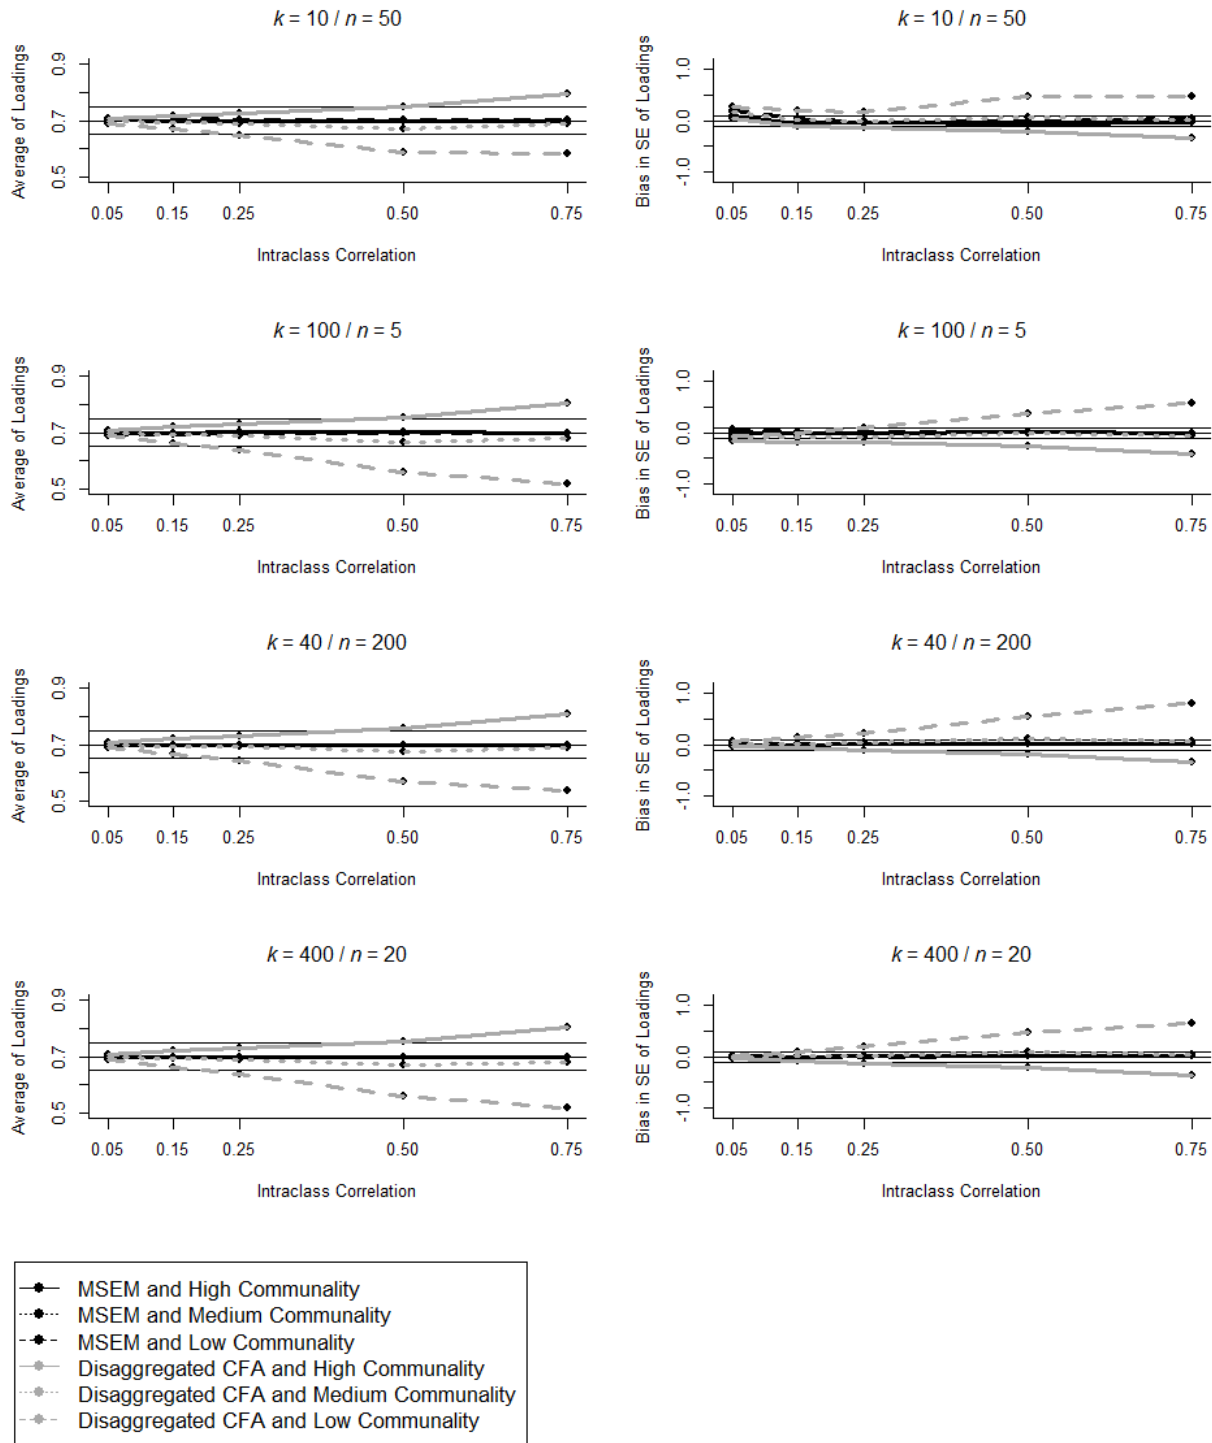 k = 10 / n = 50
Average of Loadings
0.9
0.7
0.5
0.05 0.15 0.25 0.50 0.75
Intraclass Correlation
k = 10 / n = 50
Bias in SE of Loadings
1.0
0.0
-1.0
0.05 0.15 0.25 0.50 0.75
Intraclass Correlation
k = 100 / n = 5
Average of Loadings
0.9
0.7
0.5
0.05 0.15 0.25 0.50 0.75
Intraclass Correlation
k = 100 / n = 5
Bias in SE of Loadings
1.0
0.0
-1.0
0.05 0.15 0.25 0.50 0.75
Intraclass Correlation
k = 40 / n = 200
Average of Loadings
0.9
0.7
0.5
0.05 0.15 0.25 0.50 0.75
Intraclass Correlation
k = 40 / n = 200
Bias in SE of Loadings
1.0
0.0
-1.0
0.05 0.15 0.25 0.50 0.75
Intraclass Correlation
k = 400 / n = 20
Average of Loadings
0.9
0.7
0.5
0.05 0.15 0.25 0.50 0.75
Intraclass Correlation
k = 400 / n = 20
Bias in SE of Loadings
1.0
0.0
-1.0
0.05 0.15 0.25 0.50 0.75
Intraclass Correlation
MSEM and High Communality
MSEM and Medium Communality
MSEM and Low Communality
Disaggregated CFA and High Communality
Disaggregated CFA and Medium Communality
Disaggregated CFA and Low Communality